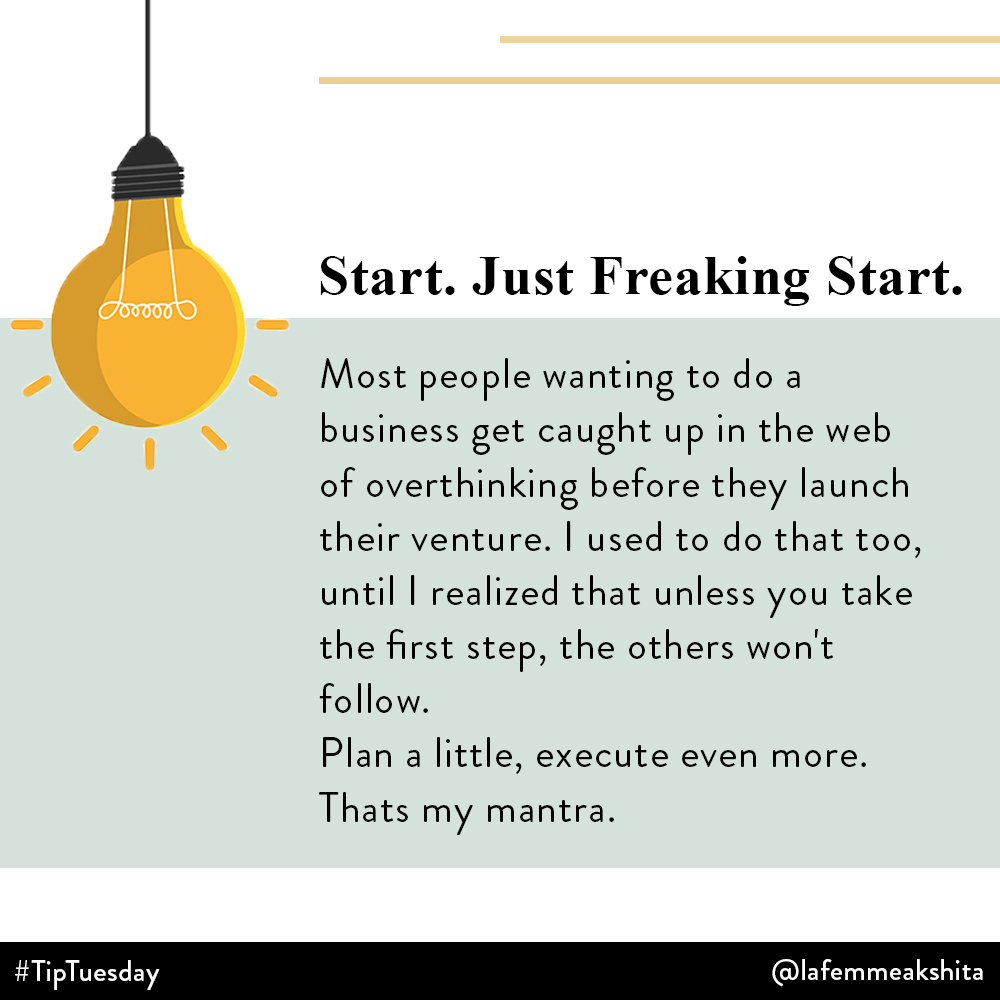 Start. Just Freaking Start.
Most people wanting to do a
business get caught up in the web
of overthinking before they launch
their venture. I used to do that too,
until I realized that unless you take
the first step, the others won't
follow.
Plan a little, execute even more.
Thats my mantra.
#TipTuesday
@lafemmeakshita